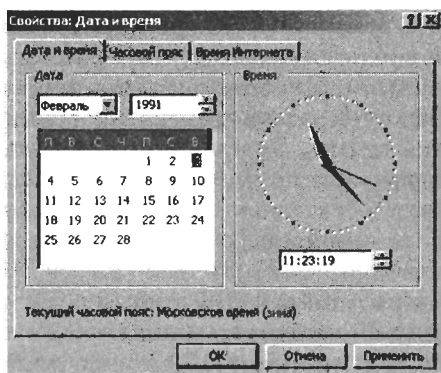 Свойства: Дата и время
Дата и время Часовой пояс Время Интернета
Дата
Время
Февраль 1991
П В С Ч П С В
1 2 3
4 5 6 7 8 9 10
11 12 13 14 15 16 17
18 19 20 21 22 23 24
25 26 27 28
11:23:19
Текущий часовой пояс: Московское время (зима)
ОК Отмена Применить